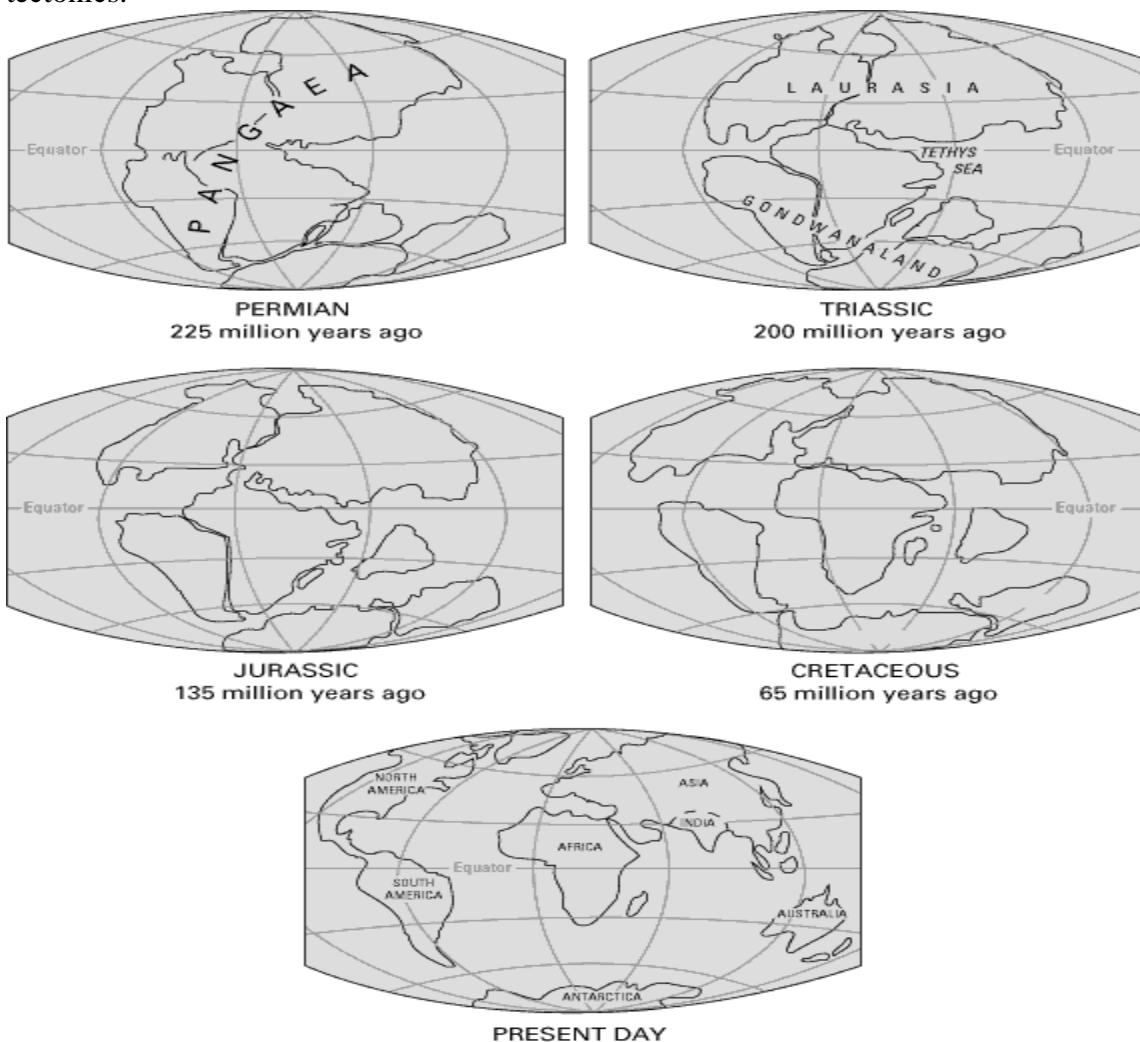 tectonics.
PANGAEA
Equator
PERMIAN
225 million years ago
LAURASIA
TETHYS
SEA
Equator
GONDWANALAND
TRIASSIC
200 million years ago
Equator
JURASSIC
135 million years ago
Equator
CRETACEOUS
65 million years ago
NORTH
AMERICA
ASIA
INDIA
AFRICA
Equator
SOUTH
AMERICA
AUSTRALIA
ANTARCTICA
PRESENT DAY